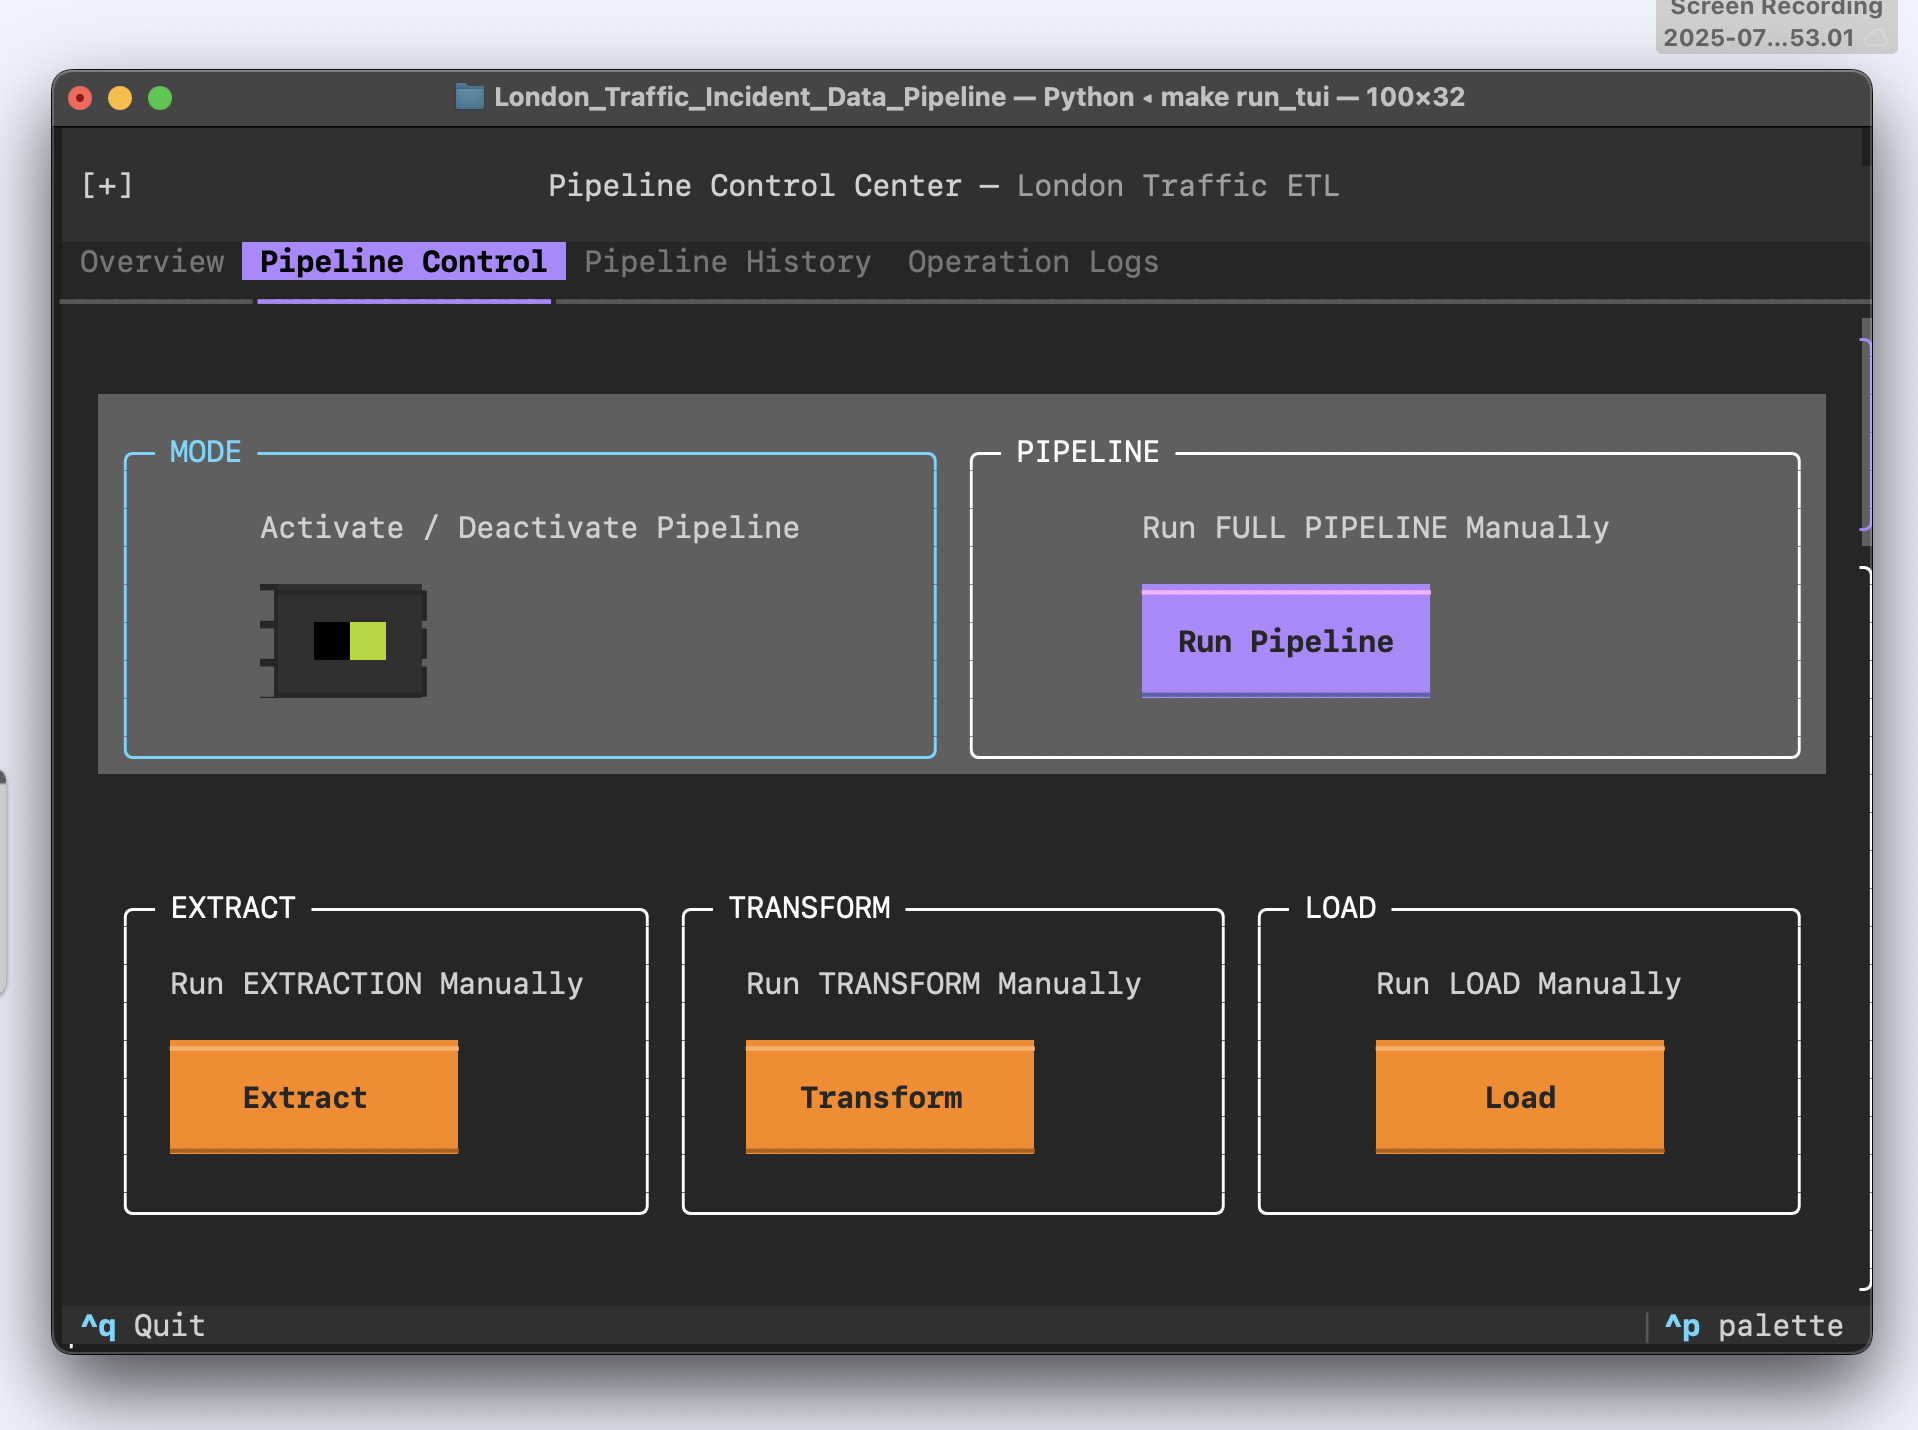 Screen Recording
2025-07...53.01
London_Traffic_Incident_Data_Pipeline — Python ◂ make run_tui — 100×32
[+] Pipeline Control Center — London Traffic ETL
Overview Pipeline Control Pipeline History Operation Logs
MODE
Activate / Deactivate Pipeline
PIPELINE
Run FULL PIPELINE Manually
Run Pipeline
EXTRACT
Run EXTRACTION Manually
Extract
TRANSFORM
Run TRANSFORM Manually
Transform
LOAD
Run LOAD Manually
Load
^q Quit
^p palette